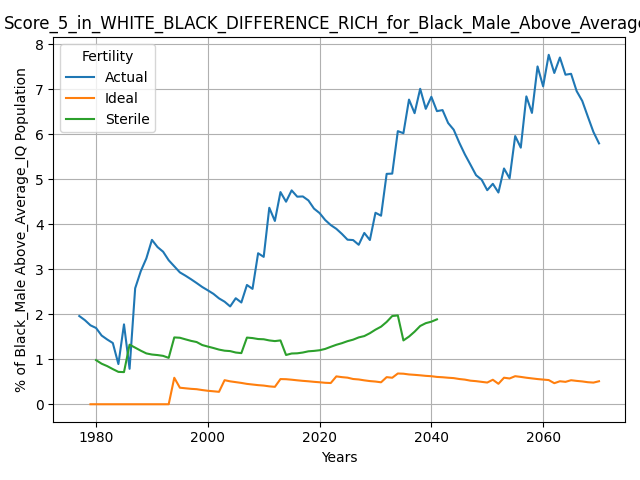 Score_5_in_WHITE_BLACK_DIFFERENCE_RICH_for_Black_Male_Above_Average
8
7
6
5
4
3
2
1
0
% of Black_Male Above_Average_IQ Population
Fertility
Actual
Ideal
Sterile
1980 2000 2020 2040 2060
Years